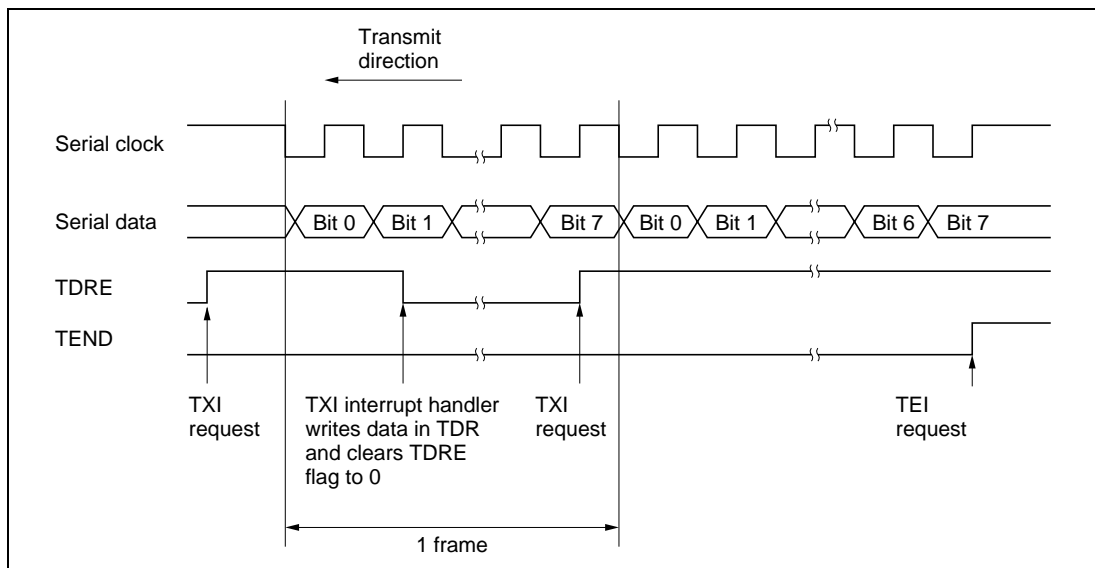 Transmit
direction
Serial clock
Serial data
Bit 0
Bit 1
Bit 7
Bit 0
Bit 1
Bit 6
Bit 7
TDRE
TEND
TXI
request
TXI interrupt handler
writes data in TDR
and clears TDRE
flag to 0
TXI
request
TEI
request
1 frame